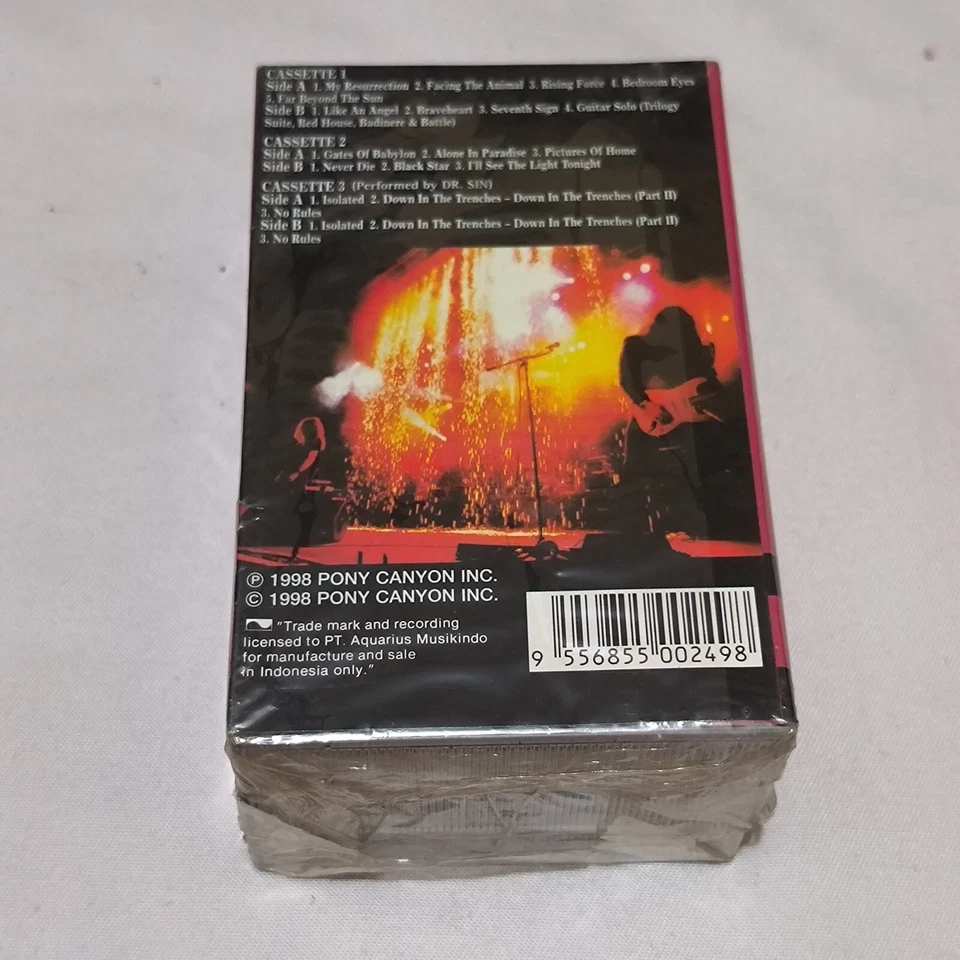 CASSETTE 1
Side A 1. My Resurrection 2. Facing The Animal 3. Rising Force 4. Bedroom Eyes
5. Far Beyond The Sun
Side B 1. Like An Angel 2. Braveheart 3. Seventh Sign 4. Guitar Solo (Trilogy
Suite, Red House, Badinere & Battle)
CASSETTE 2
Side A 1. Gates Of Babylon 2. Alone In Paradise 3. Pictures Of Home
Side B 1. Never Die 2. Black Star 3. I'll See The Light Tonight
CASSETTE 3 (Performed by DR. SIN)
Side A 1. Isolated 2. Down In The Trenches – Down In The Trenches (Part II)
3. No Rules
Side B 1. Isolated 2. Down In The Trenches – Down In The Trenches (Part II)
3. No Rules
℗ 1998 PONY CANYON INC.
© 1998 PONY CANYON INC.
"Trade mark and recording
licensed to PT. Aquarius Musikindo
for manufacture and sale
in Indonesia only."
9 556855 002498